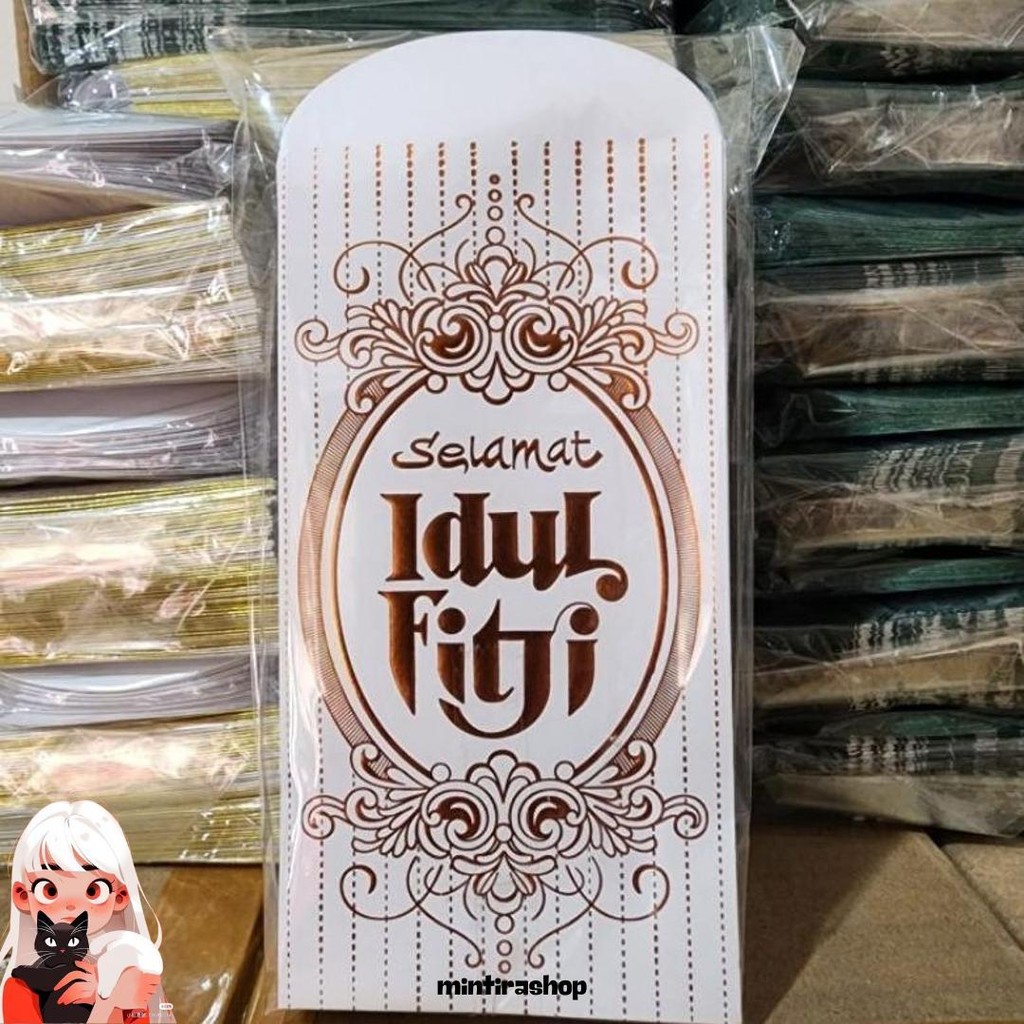 Selamat
Idul
Fitri
mintirashop